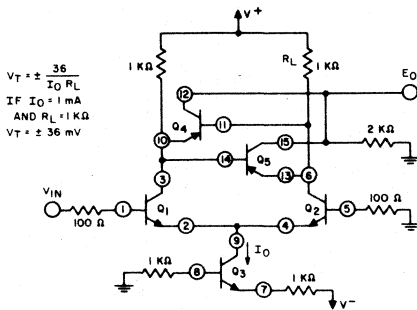 V+
1 KΩ
RL
1 KΩ
VT = ± 36 / IO RL
IF IO = 1 mA
AND RL = 1KΩ
VT = ± 36 mV
12
EO
Q4
11
10
15
14
Q5
2 KΩ
3
13
6
VIN
1
Q1
Q2
5
100 Ω
100 Ω
2
4
9
IO
1 KΩ
8
Q3
7
1 KΩ
V-